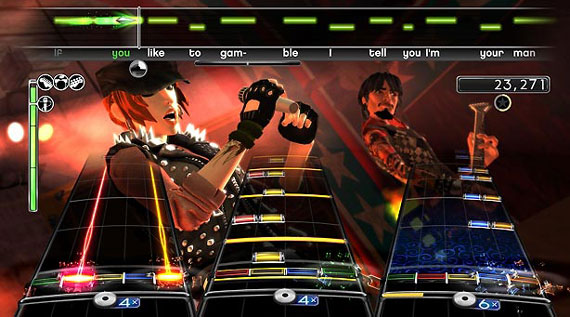 If you like to gam- ble I tell you I'm your man
23,271
4x 4x 6x